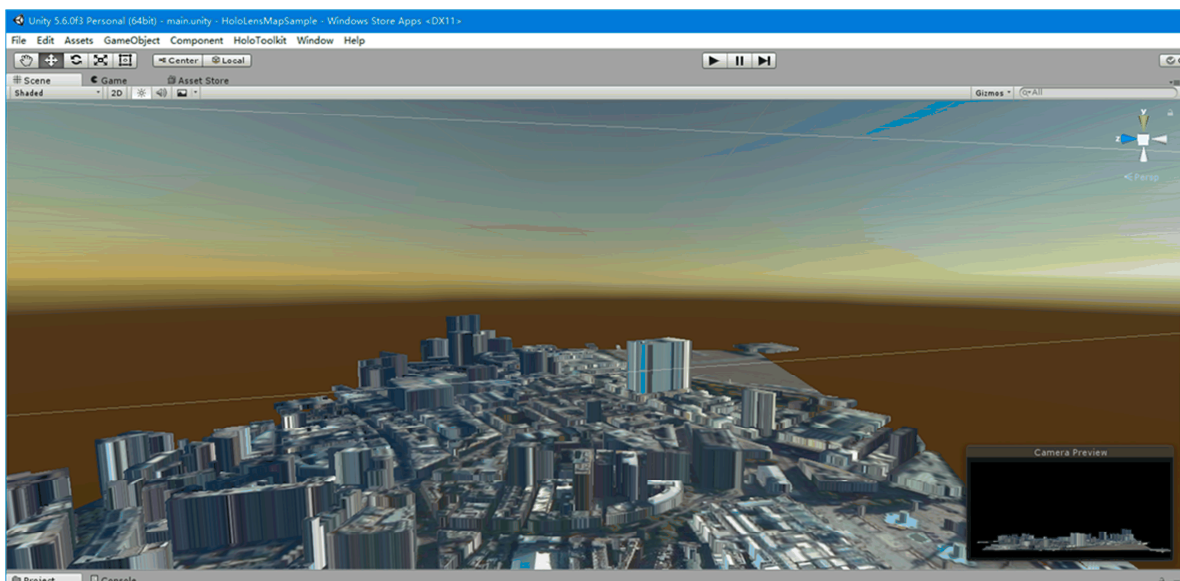 Unity 5.6.0f3 Personal (64bit) - main.unity - HoloLensMapSample - Windows Store Apps <DX11>
File Edit Assets GameObject Component HoloToolkit Window Help
Center Local
Scene Game Asset Store
Shaded 2D Gizmos All
y
z
Persp
Camera Preview
Project Console